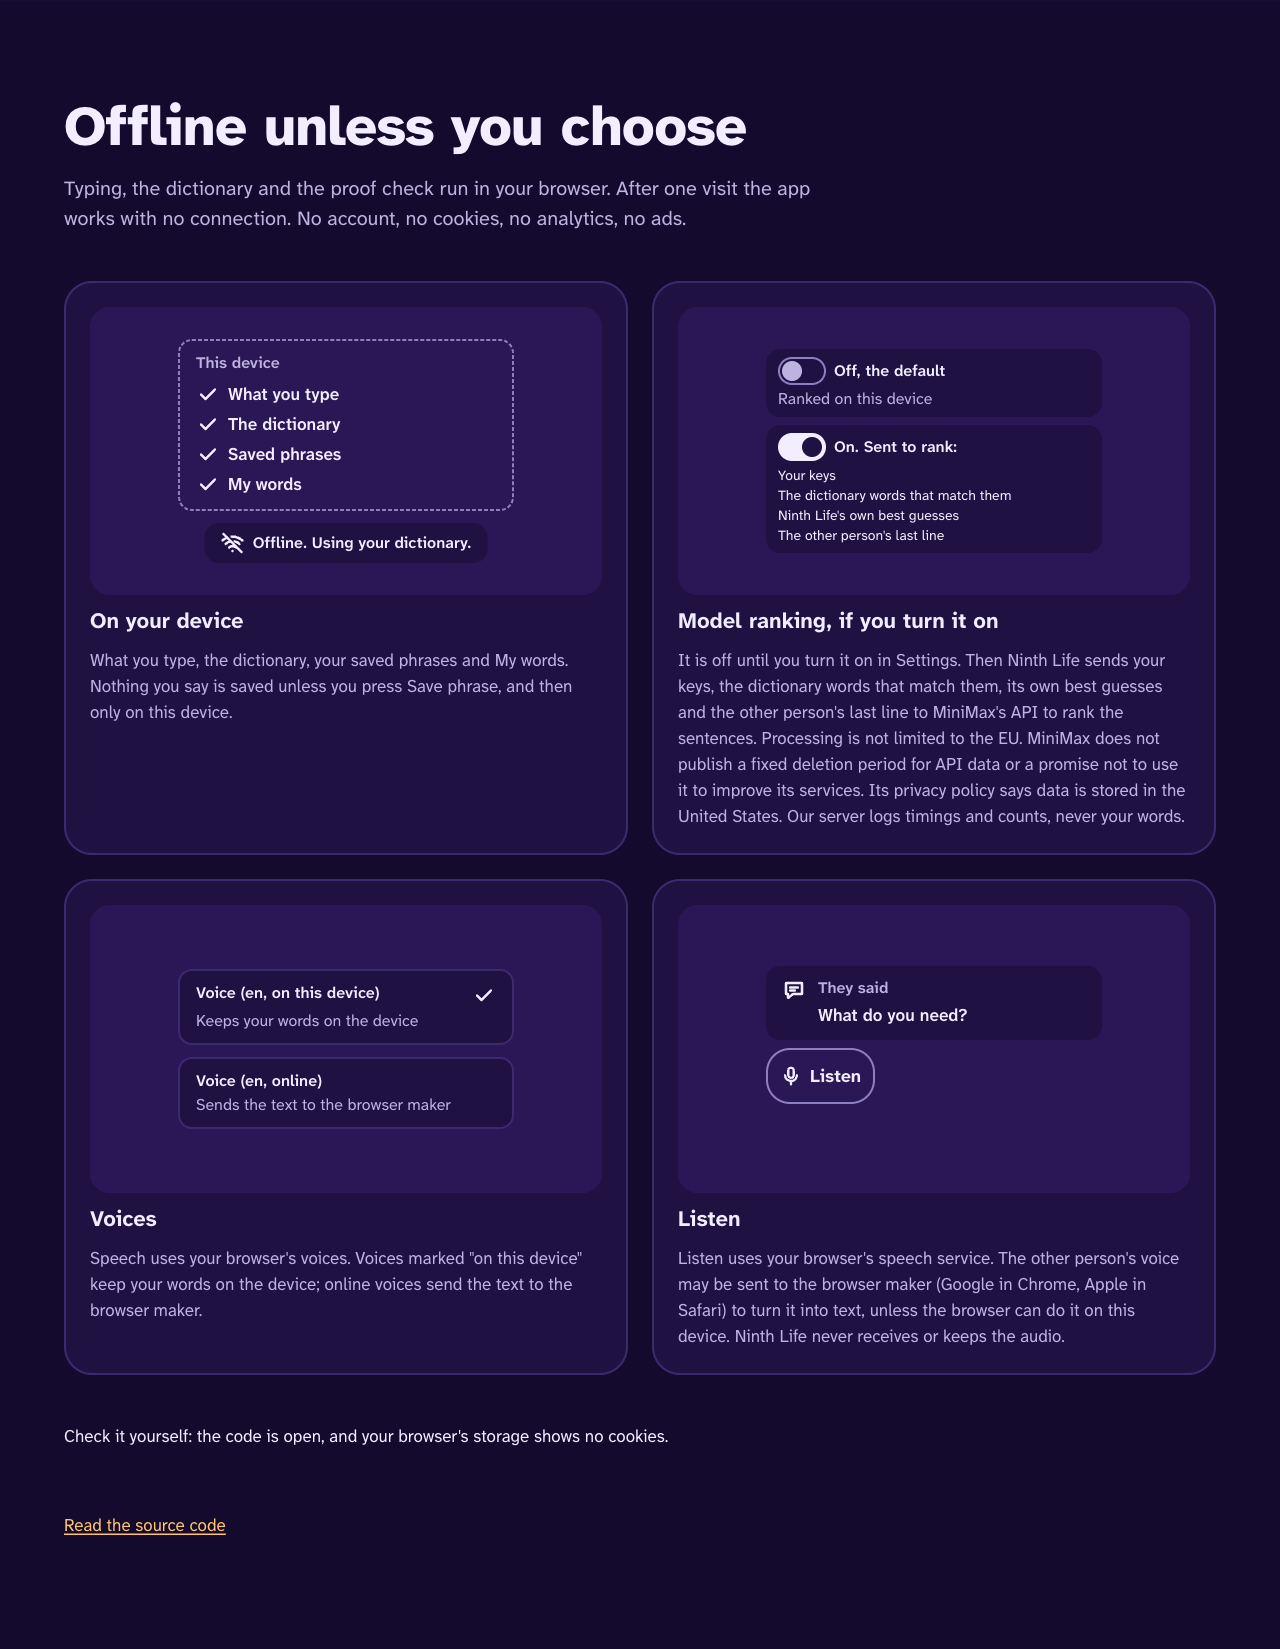 Offline unless you choose
Typing, the dictionary and the proof check run in your browser. After one visit the app
works with no connection. No account, no cookies, no analytics, no ads.
This device
What you type
The dictionary
Saved phrases
My words
Offline. Using your dictionary.
On your device
What you type, the dictionary, your saved phrases and My words.
Nothing you say is saved unless you press Save phrase, and then
only on this device.
Off, the default
Ranked on this device
On. Sent to rank:
Your keys
The dictionary words that match them
Ninth Life's own best guesses
The other person's last line
Model ranking, if you turn it on
It is off until you turn it on in Settings. Then Ninth Life sends your
keys, the dictionary words that match them, its own best guesses
and the other person's last line to MiniMax's API to rank the
sentences. Processing is not limited to the EU. MiniMax does not
publish a fixed deletion period for API data or a promise not to use
it to improve its services. Its privacy policy says data is stored in the
United States. Our server logs timings and counts, never your words.
Voice (en, on this device)
Keeps your words on the device
Voice (en, online)
Sends the text to the browser maker
Voices
Speech uses your browser's voices. Voices marked "on this device"
keep your words on the device; online voices send the text to the
browser maker.
They said
What do you need?
Listen
Listen
Listen uses your browser's speech service. The other person's voice
may be sent to the browser maker (Google in Chrome, Apple in
Safari) to turn it into text, unless the browser can do it on this
device. Ninth Life never receives or keeps the audio.
Check it yourself: the code is open, and your browser's storage shows no cookies.
Read the source code